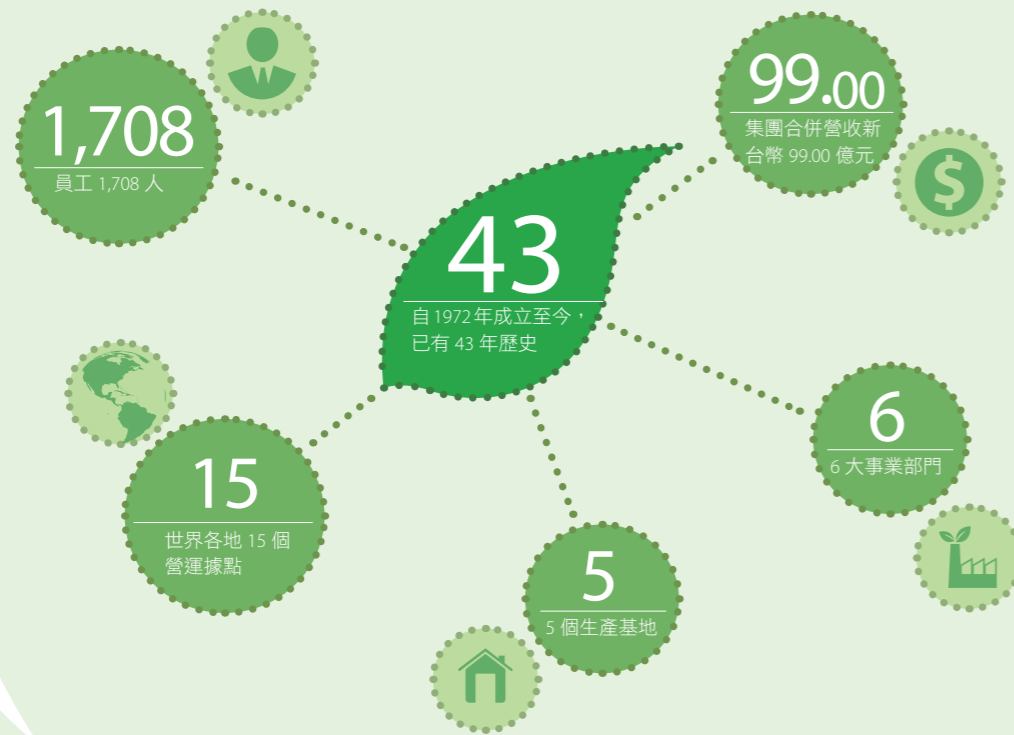 1,708
員工 1,708 人
99.00
集團合併營收新
台幣 99.00 億元
$
43
自 1972 年成立至今，
已有 43 年歷史
6
6 大事業部門
15
世界各地 15 個
營運據點
5
5 個生產基地